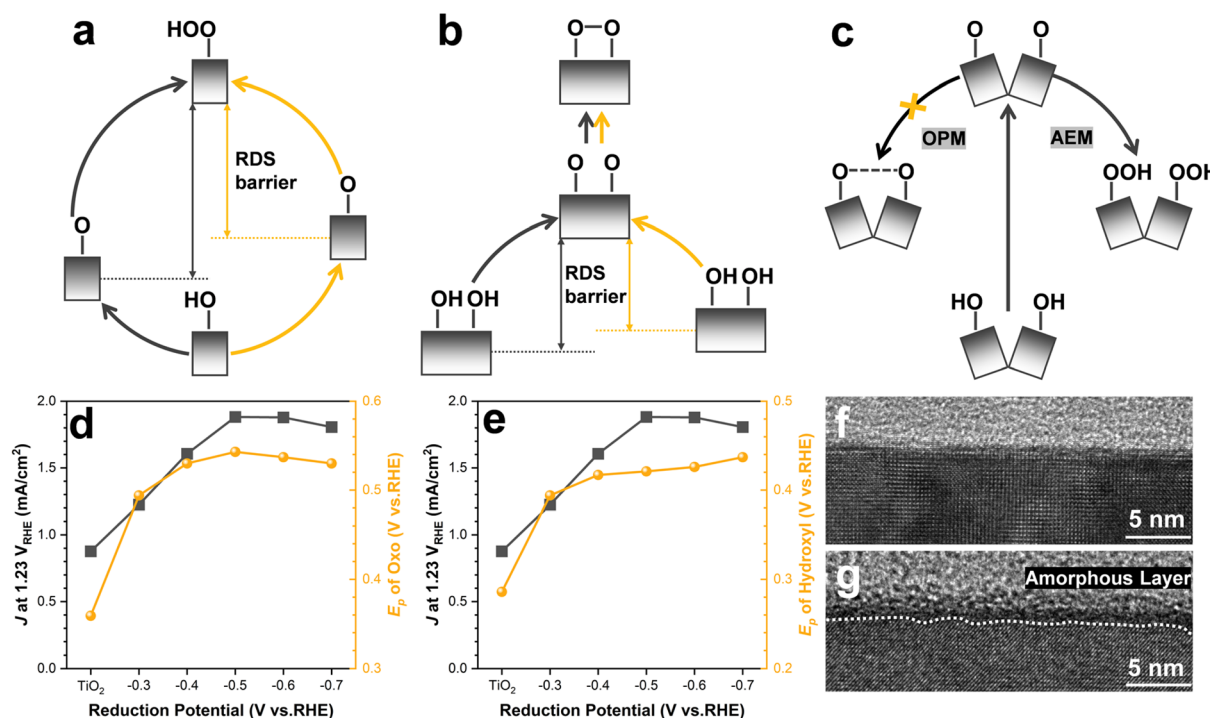 a
HOO
RDS
barrier
O
O
HO
b
O O
O O
RDS
barrier
OH OH
OH OH
c
O O
OPM
AEM
O O
OOH OOH
HO OH
d
2.0
1.5
1.0
0.5
0.0
J at 1.23 V_RHE (mA/cm²)
0.6
0.5
0.4
0.3
E_p of Oxo (V vs.RHE)
TiO₂ -0.3 -0.4 -0.5 -0.6 -0.7
Reduction Potential (V vs.RHE)
e
2.0
1.5
1.0
0.5
0.0
J at 1.23 V_RHE (mA/cm²)
0.5
0.4
0.3
0.2
E_p of Hydroxyl (V vs.RHE)
TiO₂ -0.3 -0.4 -0.5 -0.6 -0.7
Reduction Potential (V vs.RHE)
f
5 nm
g
Amorphous Layer
5 nm